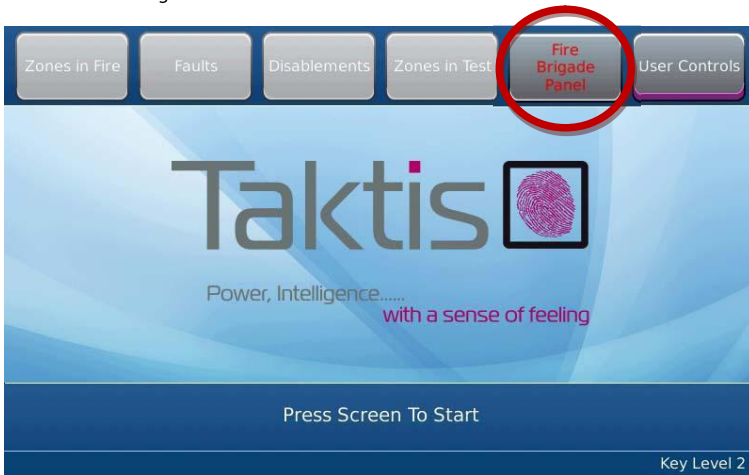 Zones in Fire
Faults
Disablements
Zones in Test
Fire
Brigade
Panel
User Controls
Taktis
Power, Intelligence......
with a sense of feeling
Press Screen To Start
Key Level 2